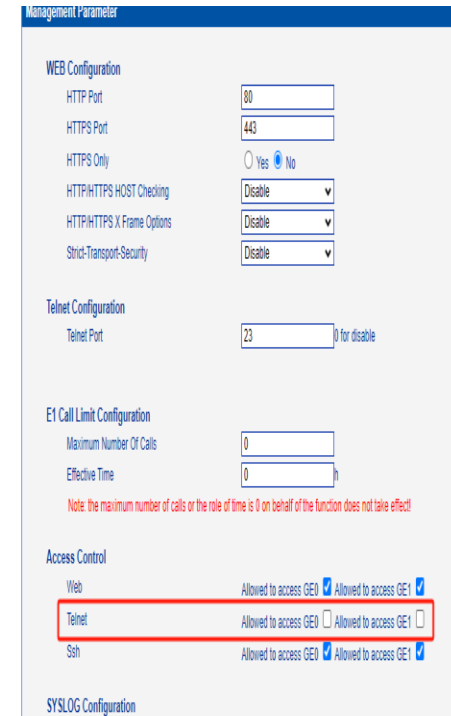 Management Parameter
WEB Configuration
HTTP Port 80
HTTPS Port 443
HTTPS Only Yes No
HTTP/HTTPS HOST Checking Disable
HTTP/HTTPS X Frame Options Disable
Strict-Transport-Security Disable
Telnet Configuration
Telnet Port 23 0 for disable
E1 Call Limit Configuration
Maximum Number Of Calls 0
Effective Time 0 h
Note: the maximum number of calls or the role of time is 0 on behalf of the function does not take effect!
Access Control
Web Allowed to access GE0 Allowed to access GE1
Telnet Allowed to access GE0 Allowed to access GE1
Ssh Allowed to access GE0 Allowed to access GE1
SYSLOG Configuration